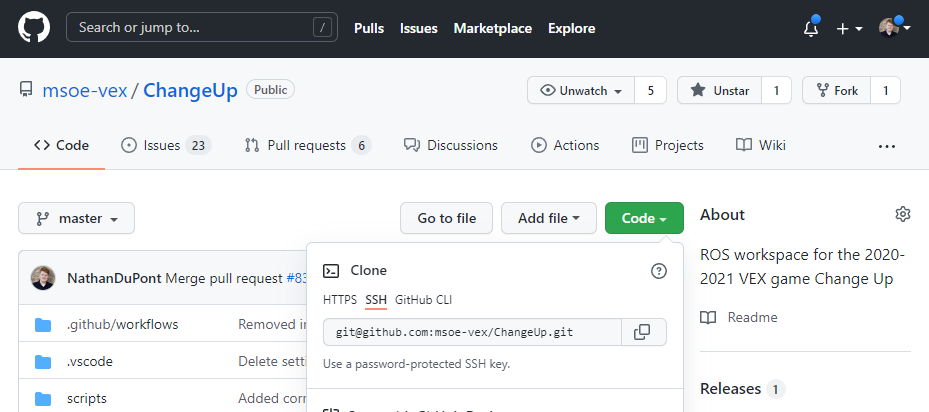 Search or jump to... /
Pulls Issues Marketplace Explore
msoe-vex / ChangeUp Public
Unwatch 5
Unstar 1
Fork 1
Code
Issues 23
Pull requests 6
Discussions
Actions
Projects
Wiki
master
Go to file
Add file
Code
About
NathanDuPont Merge pull request #83
.github/workflows Removed in
.vscode Delete setti
scripts Added corr
Clone
HTTPS SSH GitHub CLI
git@github.com:msoe-vex/ChangeUp.git
Use a password-protected SSH key.
ROS workspace for the 2020-
2021 VEX game Change Up
Readme
Releases 1